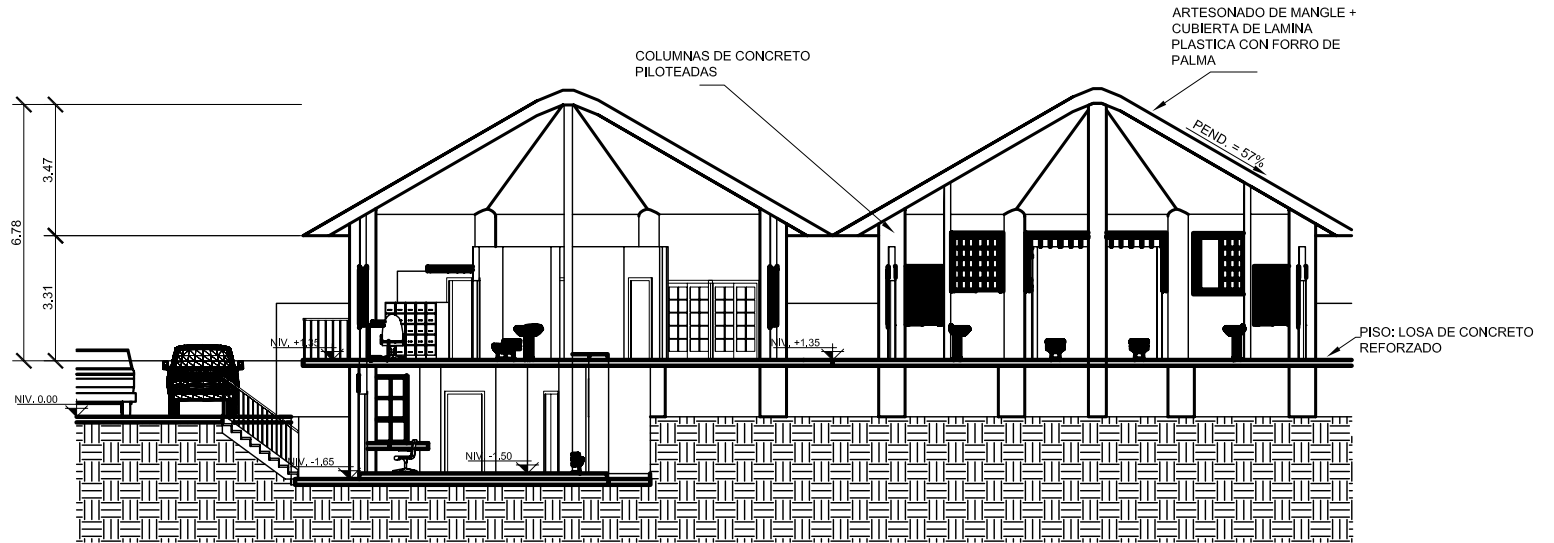 ARTESONADO DE MANGLE +
CUBIERTA DE LAMINA
PLASTICA CON FORRO DE
PALMA
COLUMNAS DE CONCRETO
PILOTEADAS
PEND. = 57%
3.47
6.78
3.31
NIV. +1,35
NIV. +1,35
PISO: LOSA DE CONCRETO
REFORZADO
NIV. 0.00
NIV. -1,65
NIV. -1,50